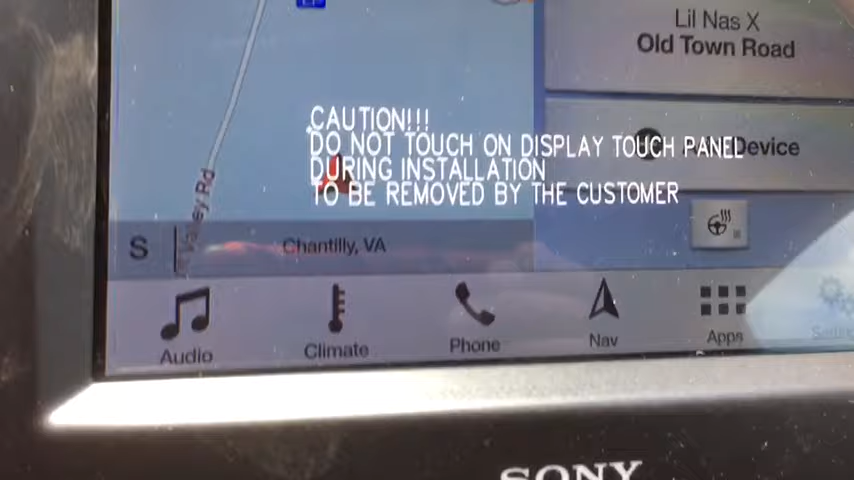 Lil Nas X
Old Town Road
CAUTION!!!
DO NOT TOUCH ON DISPLAY TOUCH PANEL
DURING INSTALLATION
TO BE REMOVED BY THE CUSTOMER
Device
Rd
S
Chantilly, VA
Audio
Climate
Phone
Nav
Apps
SONY